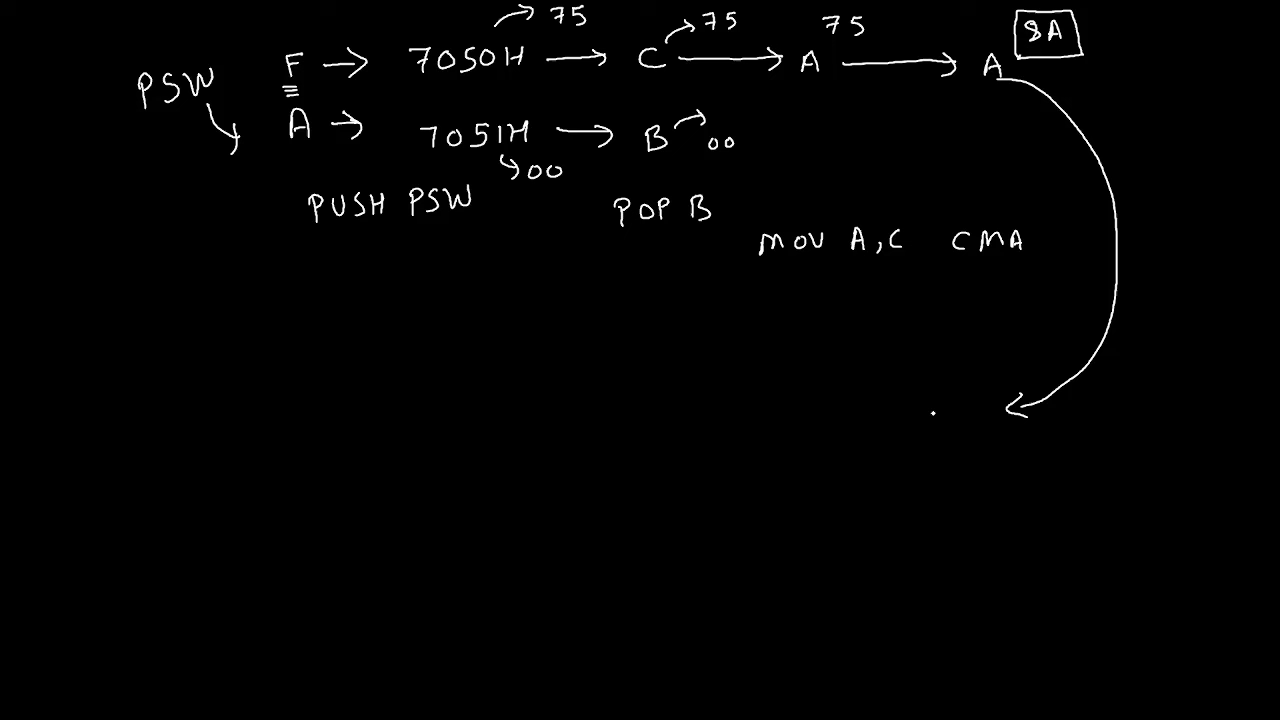 75 75 75 8A
PSW F → 7050H → C → A → A
A → 7051H → B 00
00
PUSH PSW POP B
MOV A,C CMA